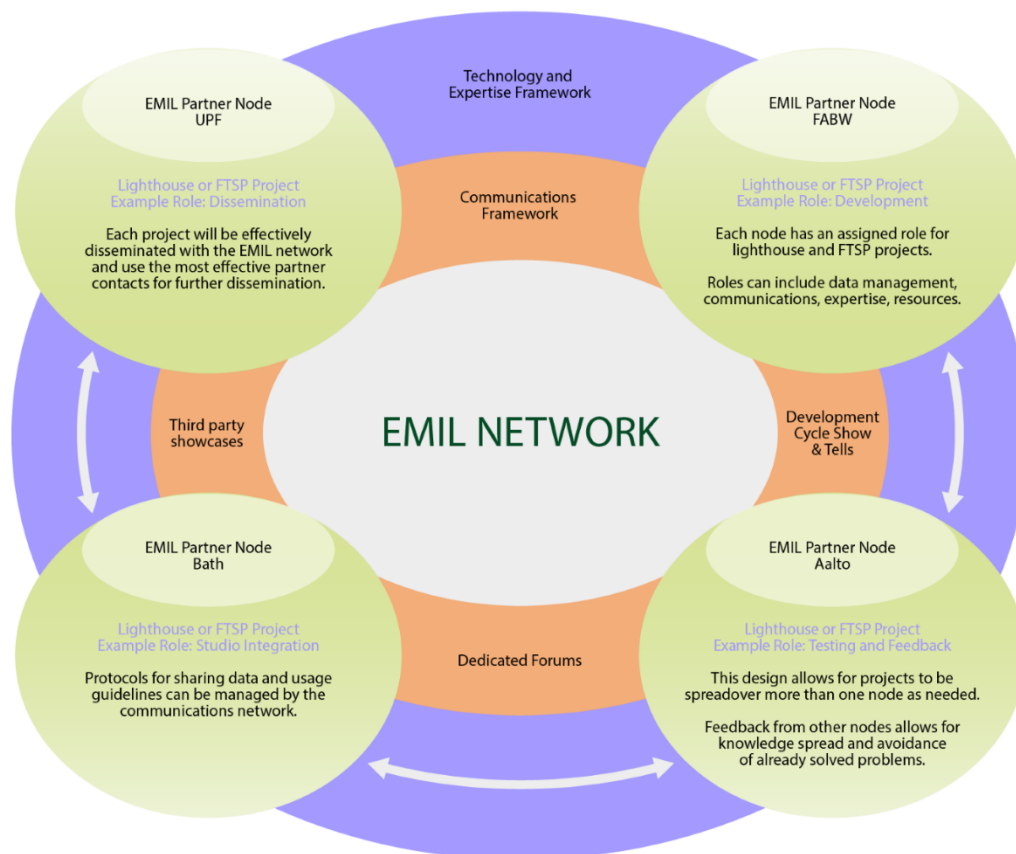 Technology and
Expertise Framework
EMIL Partner Node
UPF
Lighthouse or FTSP Project
Example Role: Dissemination
Each project will be effectively
disseminated with the EMIL network
and use the most effective partner
contacts for further dissemination.
EMIL Partner Node
FABW
Lighthouse or FTSP Project
Example Role: Development
Each node has an assigned role for
lighthouse and FTSP projects.
Roles can include data management,
communications, expertise, resources.
Communications
Framework
Third party
showcases
EMIL NETWORK
Development
Cycle Show
& Tells
EMIL Partner Node
Bath
Lighthouse or FTSP Project
Example Role: Studio Integration
Protocols for sharing data and usage
guidelines can be managed by the
communications network.
Dedicated Forums
EMIL Partner Node
Aalto
Lighthouse or FTSP Project
Example Role: Testing and Feedback
This design allows for projects to be
spreadover more than one node as needed.
Feedback from other nodes allows for
knowledge spread and avoidance
of already solved problems.